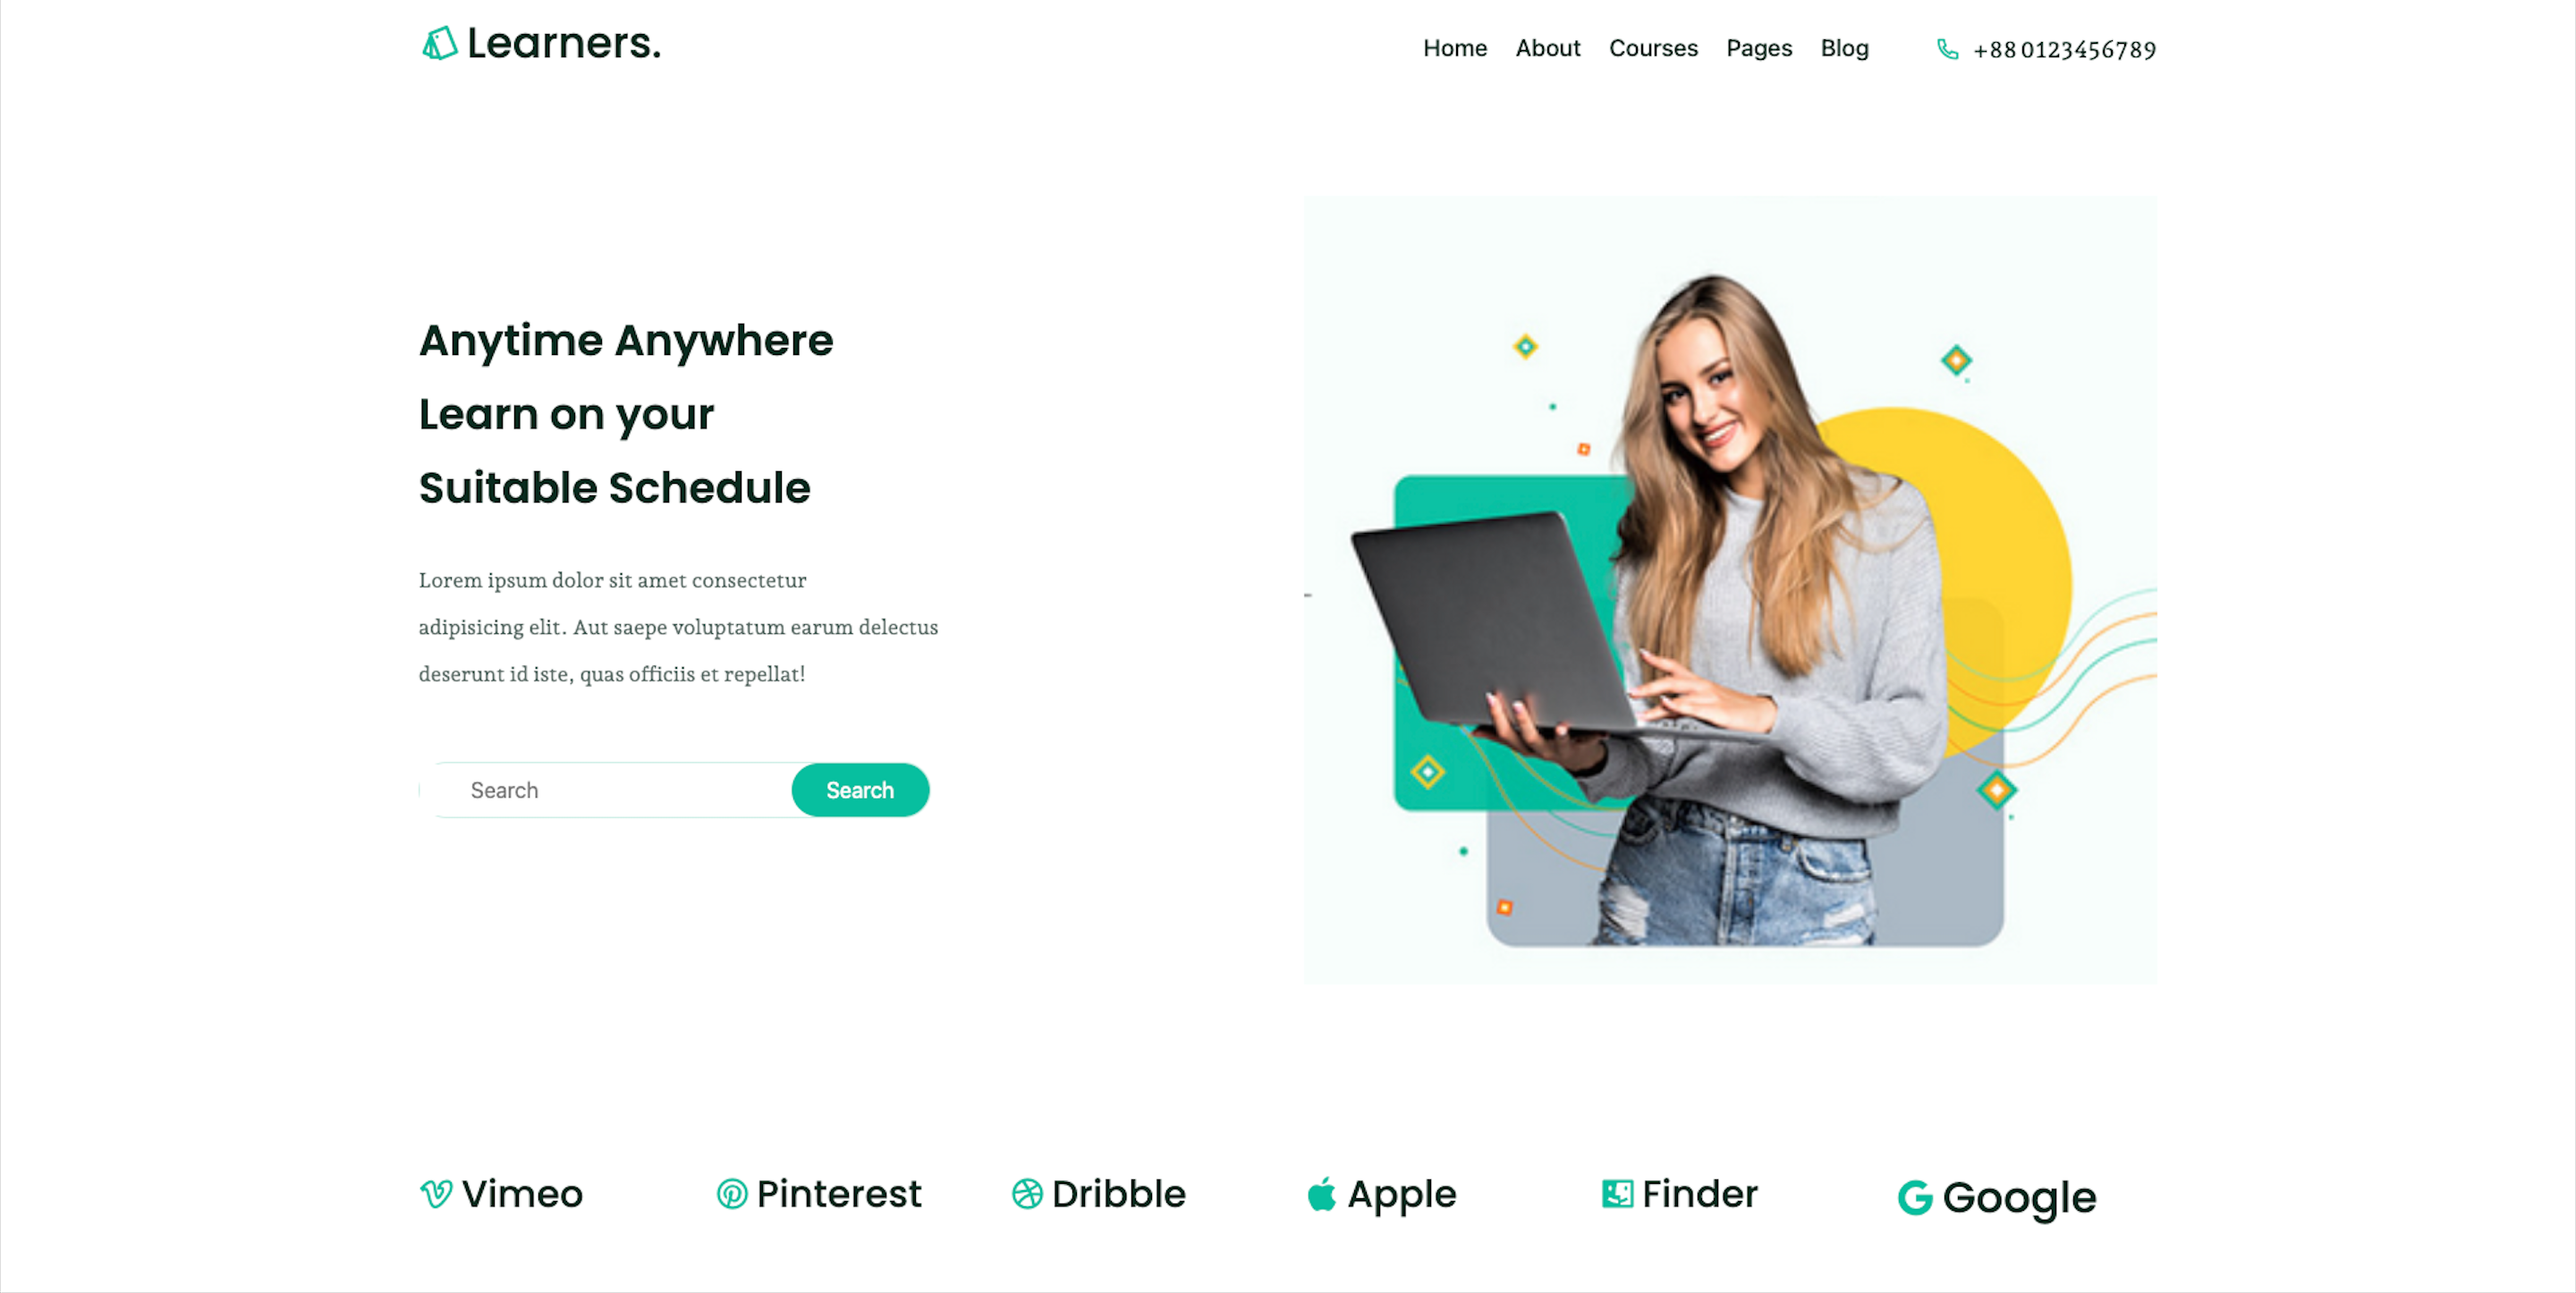 Learners.
Home About Courses Pages Blog +88 0123456789
Anytime Anywhere
Learn on your
Suitable Schedule
Lorem ipsum dolor sit amet consectetur
adipisicing elit. Aut saepe voluptatum earum delectus
deserunt id iste, quas officiis et repellat!
Search Search
Vimeo Pinterest Dribble Apple Finder Google